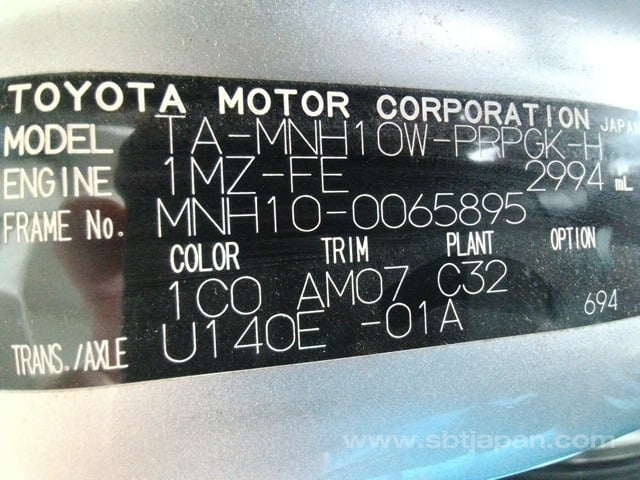 TOYOTA MOTOR CORPORATION JAPAN
MODEL TA-MNH10W-PRPGK-H
ENGINE 1MZ-FE 2994 mL
FRAME No. MNH10-0065895
COLOR TRIM PLANT OPTION
1C0 AM07 C32 694
TRANS./AXLE U140E -01A
www.sbtjapan.com